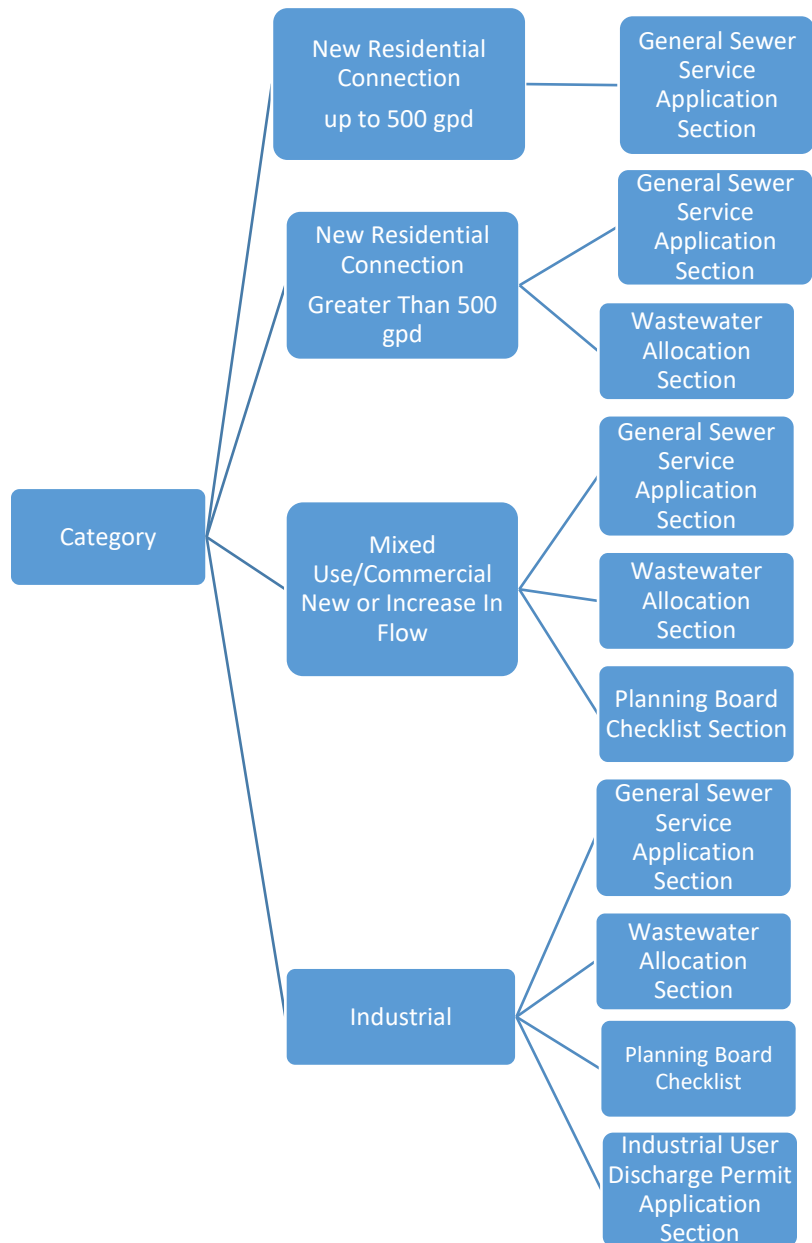 New Residential
Connection
up to 500 gpd
General Sewer
Service
Application
Section
New Residential
Connection
Greater Than 500
gpd
General Sewer
Service
Application
Section
Wastewater
Allocation
Section
Category
Mixed
Use/Commercial
New or Increase In
Flow
General Sewer
Service
Application
Section
Wastewater
Allocation
Section
Planning Board
Checklist Section
Industrial
General Sewer
Service
Application
Section
Wastewater
Allocation
Section
Planning Board
Checklist
Industrial User
Discharge Permit
Application
Section